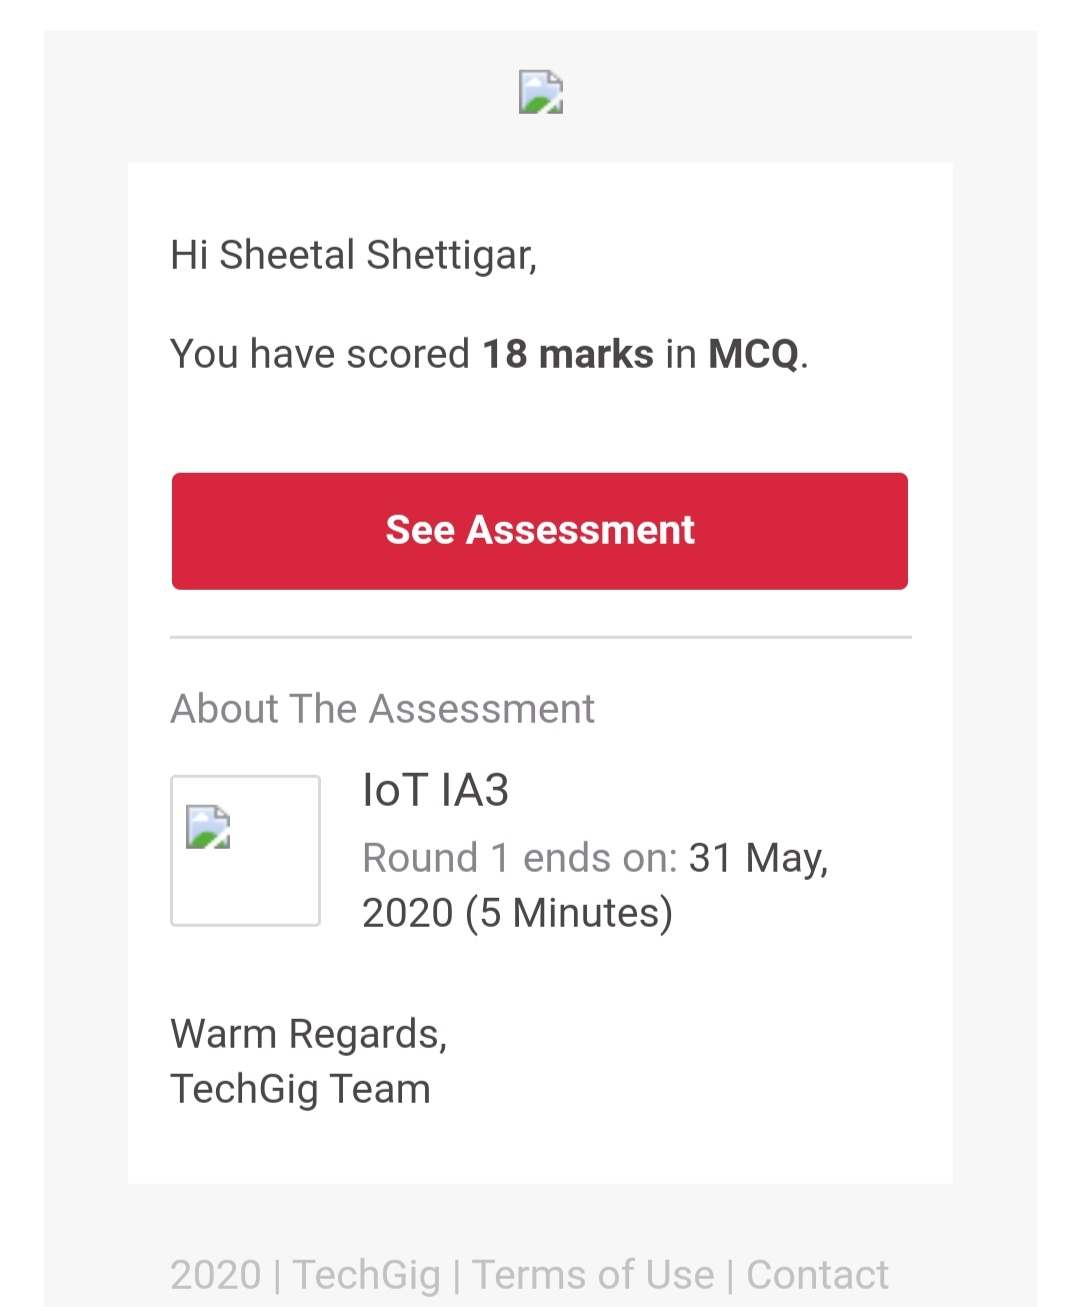 Hi Sheetal Shettigar,
You have scored 18 marks in MCQ.
See Assessment
About The Assessment
IoT IA3
Round 1 ends on: 31 May,
2020 (5 Minutes)
Warm Regards,
TechGig Team
2020 | TechGig | Terms of Use | Contact